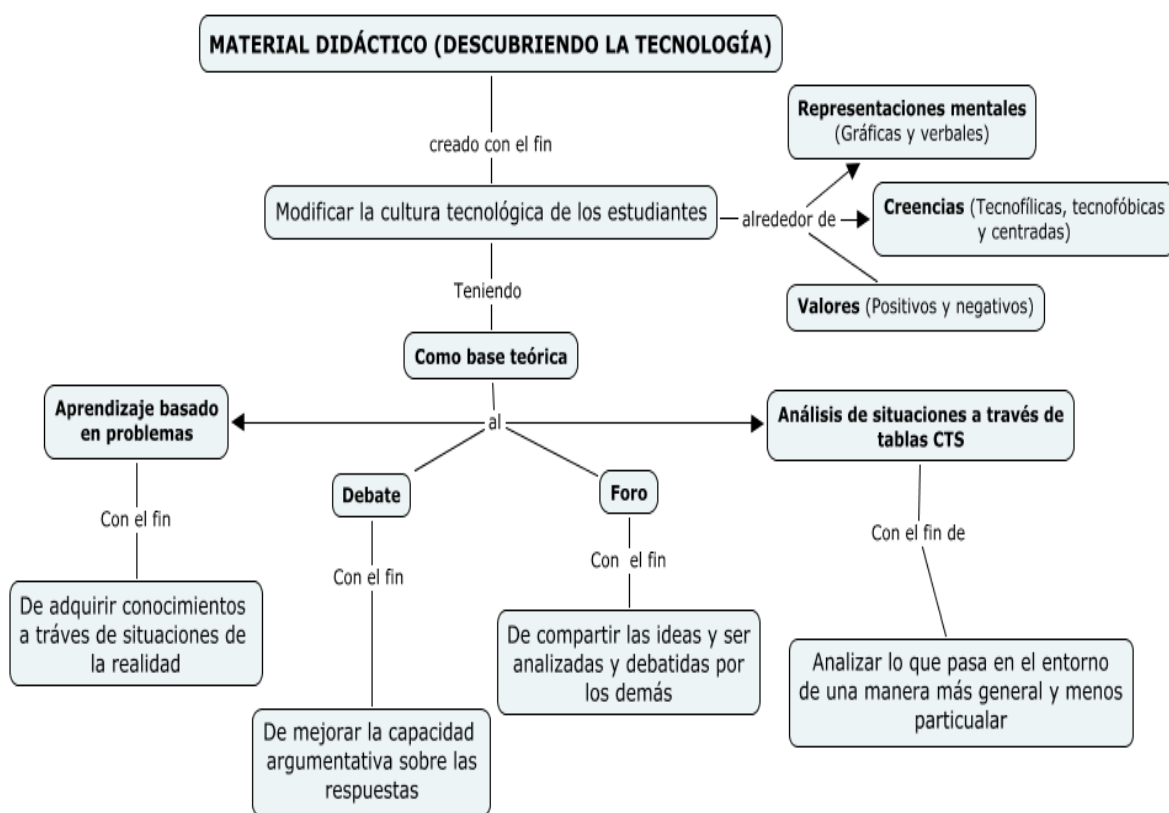 MATERIAL DIDÁCTICO (DESCUBRIENDO LA TECNOLOGÍA)
creado con el fin
Modificar la cultura tecnológica de los estudiantes
alrededor de
Representaciones mentales
(Gráficas y verbales)
Creencias (Tecnofílicas, tecnofóbicas
y centradas)
Valores (Positivos y negativos)
Teniendo
Como base teórica
al
Aprendizaje basado
en problemas
Con el fin
De adquirir conocimientos
a tráves de situaciones de
la realidad
Debate
Con el fin
De mejorar la capacidad
argumentativa sobre las
respuestas
Foro
Con el fin
De compartir las ideas y ser
analizadas y debatidas por
los demás
Análisis de situaciones a través de
tablas CTS
Con el fin de
Analizar lo que pasa en el entorno
de una manera más general y menos
particualar